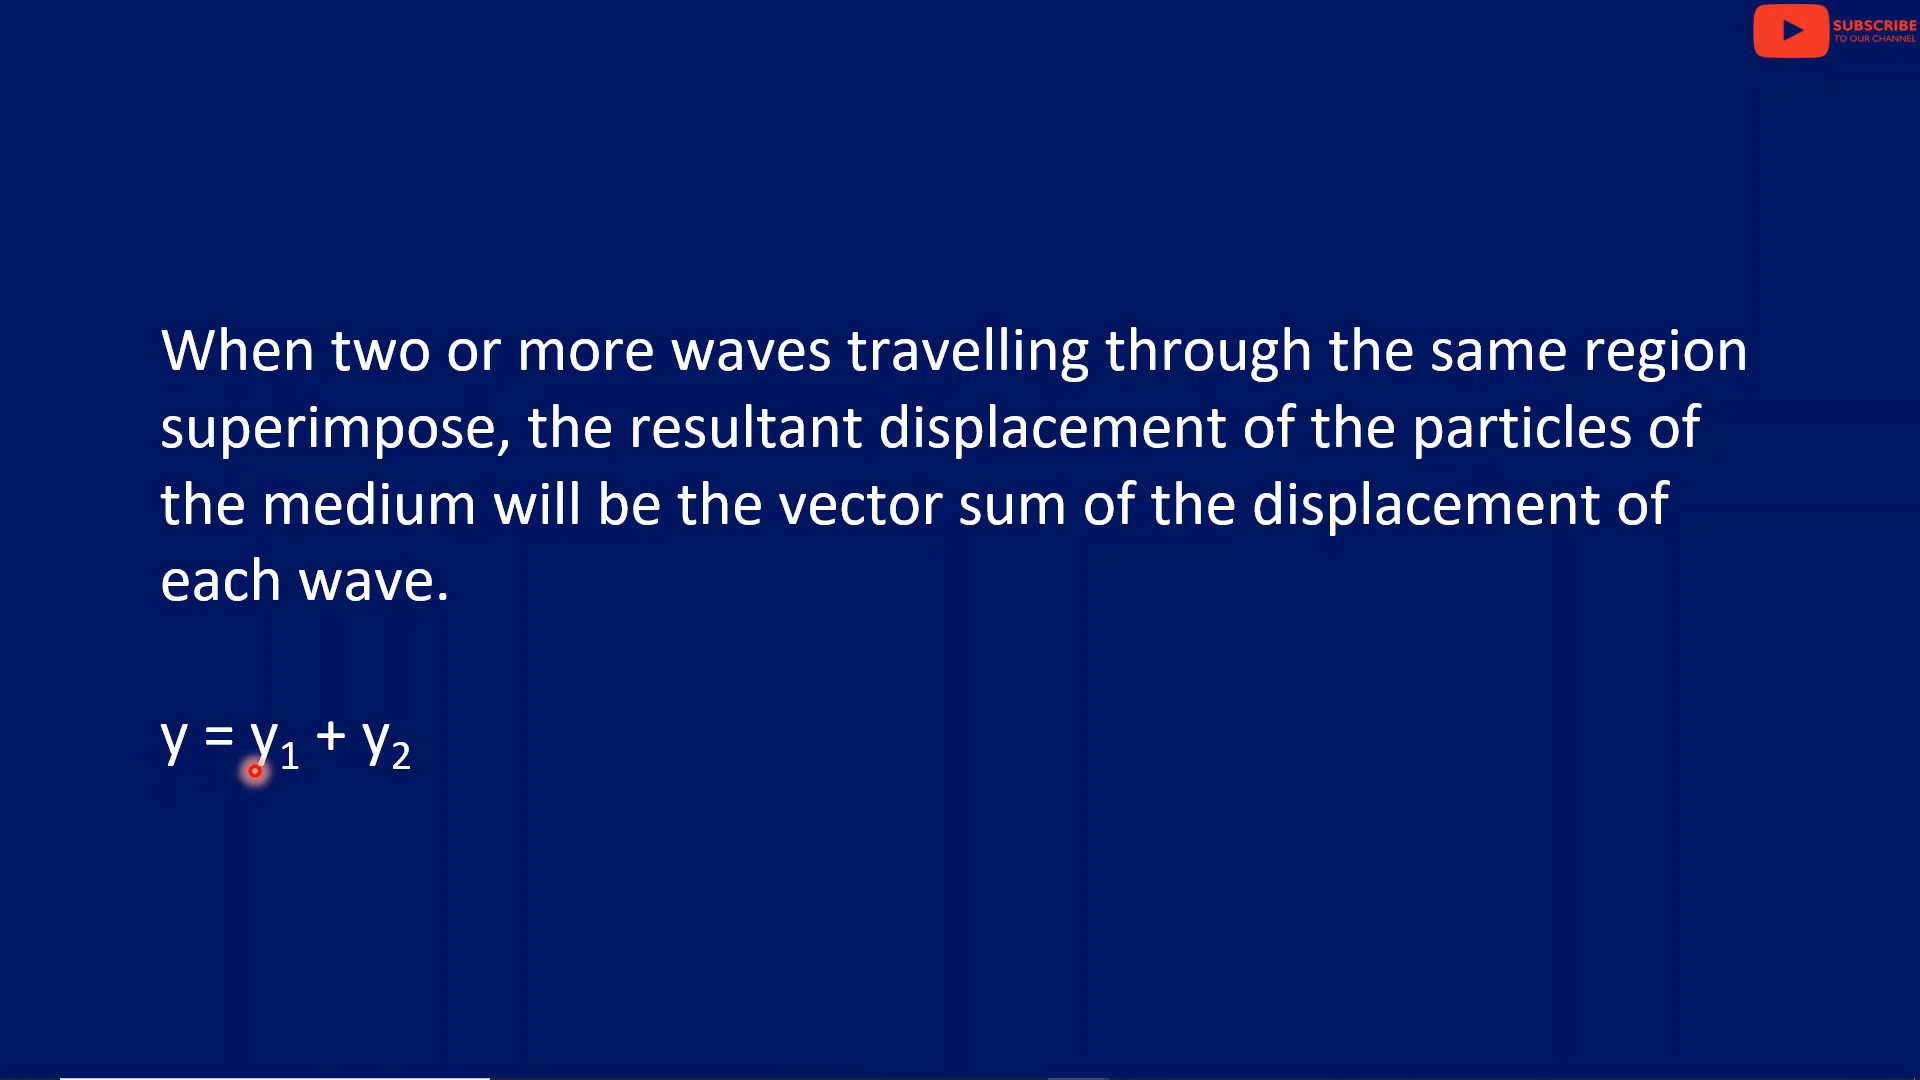 SUBSCRIBE
TO OUR CHANNEL
When two or more waves travelling through the same region
superimpose, the resultant displacement of the particles of
the medium will be the vector sum of the displacement of
each wave.
y = y₁ + y₂